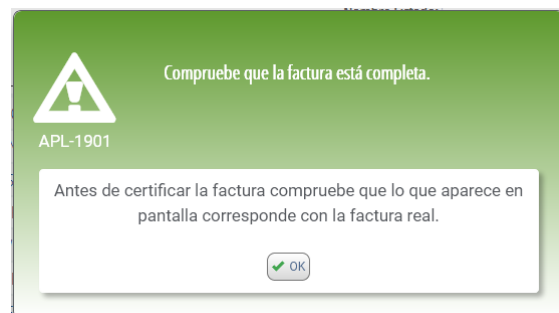 Compruebe que la factura está completa.
APL-1901
Antes de certificar la factura compruebe que lo que aparece en
pantalla corresponde con la factura real.
OK